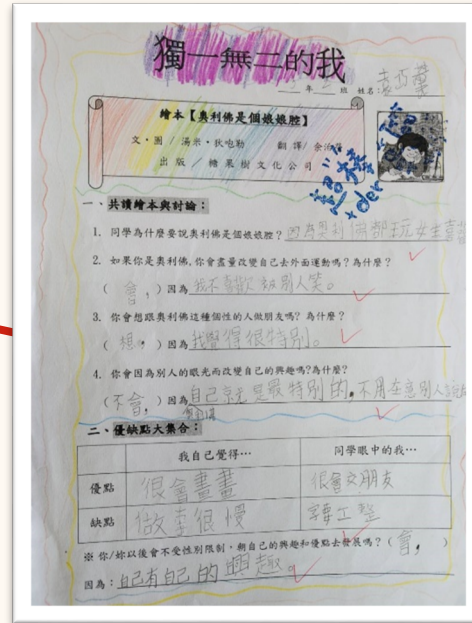 獨一無二的我
年 班 姓名:
繪本【奧利佛是個娘娘腔】
文・圖 / 湯米・狄咆勒 翻譯/ 余治瑩
出版 / 糖果樹文化公司
超棒
一、共讀繪本與討論:
1. 同學為什麼要說奧利佛是個娘娘腔?因為奧利佛都玩女生喜歡
2. 如果你是奧利佛,你會盡量改變自己去外面運動嗎?為什麼?
(會,)因為我不喜歡被別人笑。
3. 你會想跟奧利佛這種個性的人做朋友嗎?為什麼?
(想,)因為我覺得很特別。
4. 你會因為別人的眼光而改變自己的興趣嗎?為什麼?
(不會,)因為自己就是最特別的,不用在意別人
二、優缺點大集合:
我自己覺得… 同學眼中的我…
優點 很會畫畫 很會交朋友
缺點 做事很慢 字要工整
※ 你/妳以後會不受性別限制,朝自己的興趣和優點去發展嗎?(會,)
因為:自己有自己的興趣。